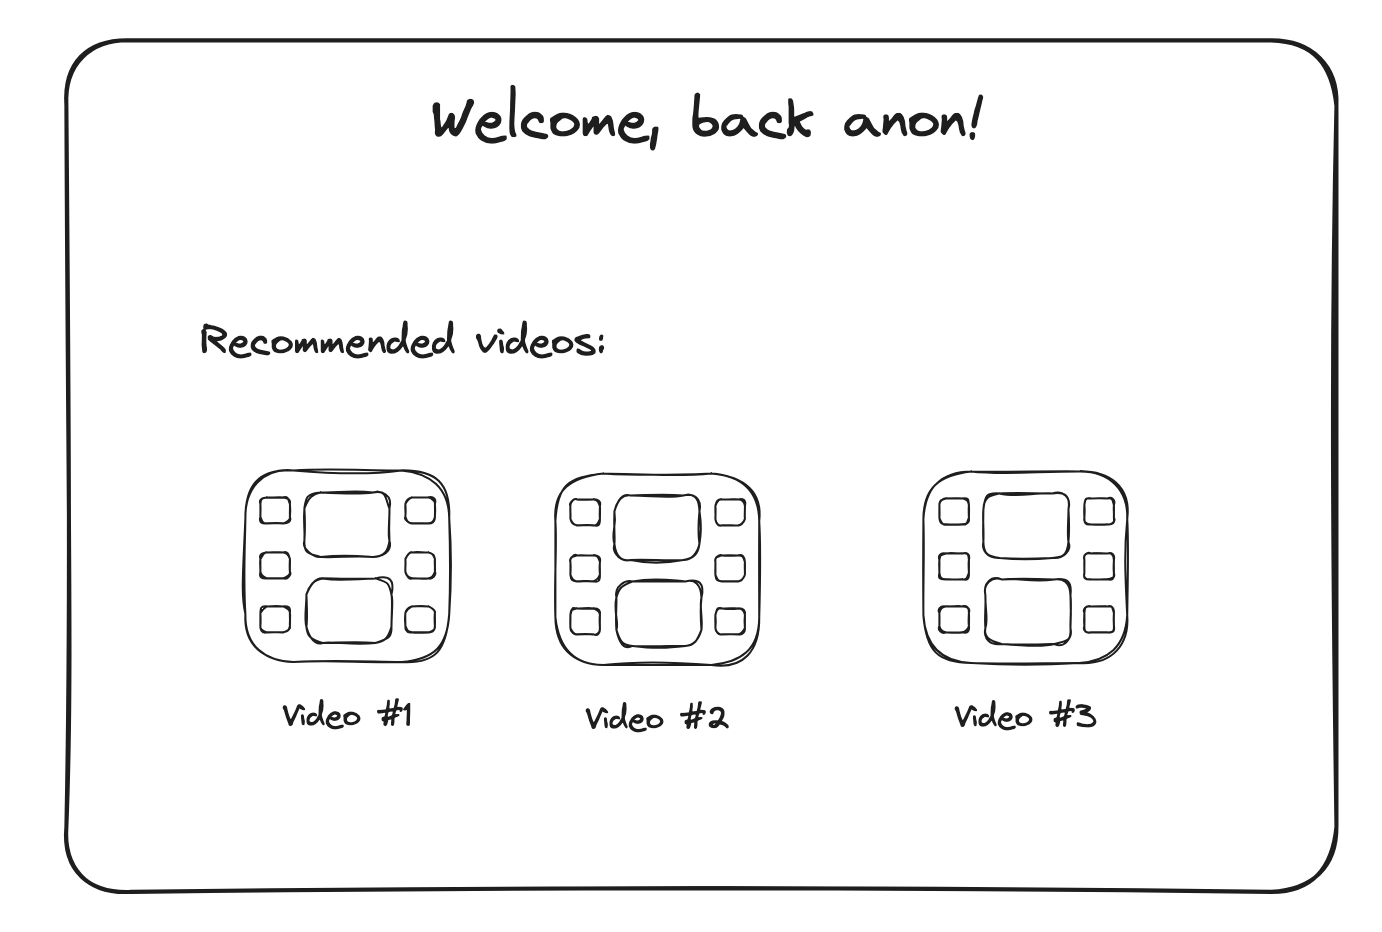 Welcome, back anon!
Recommended videos:
Video #1
Video #2
Video #3